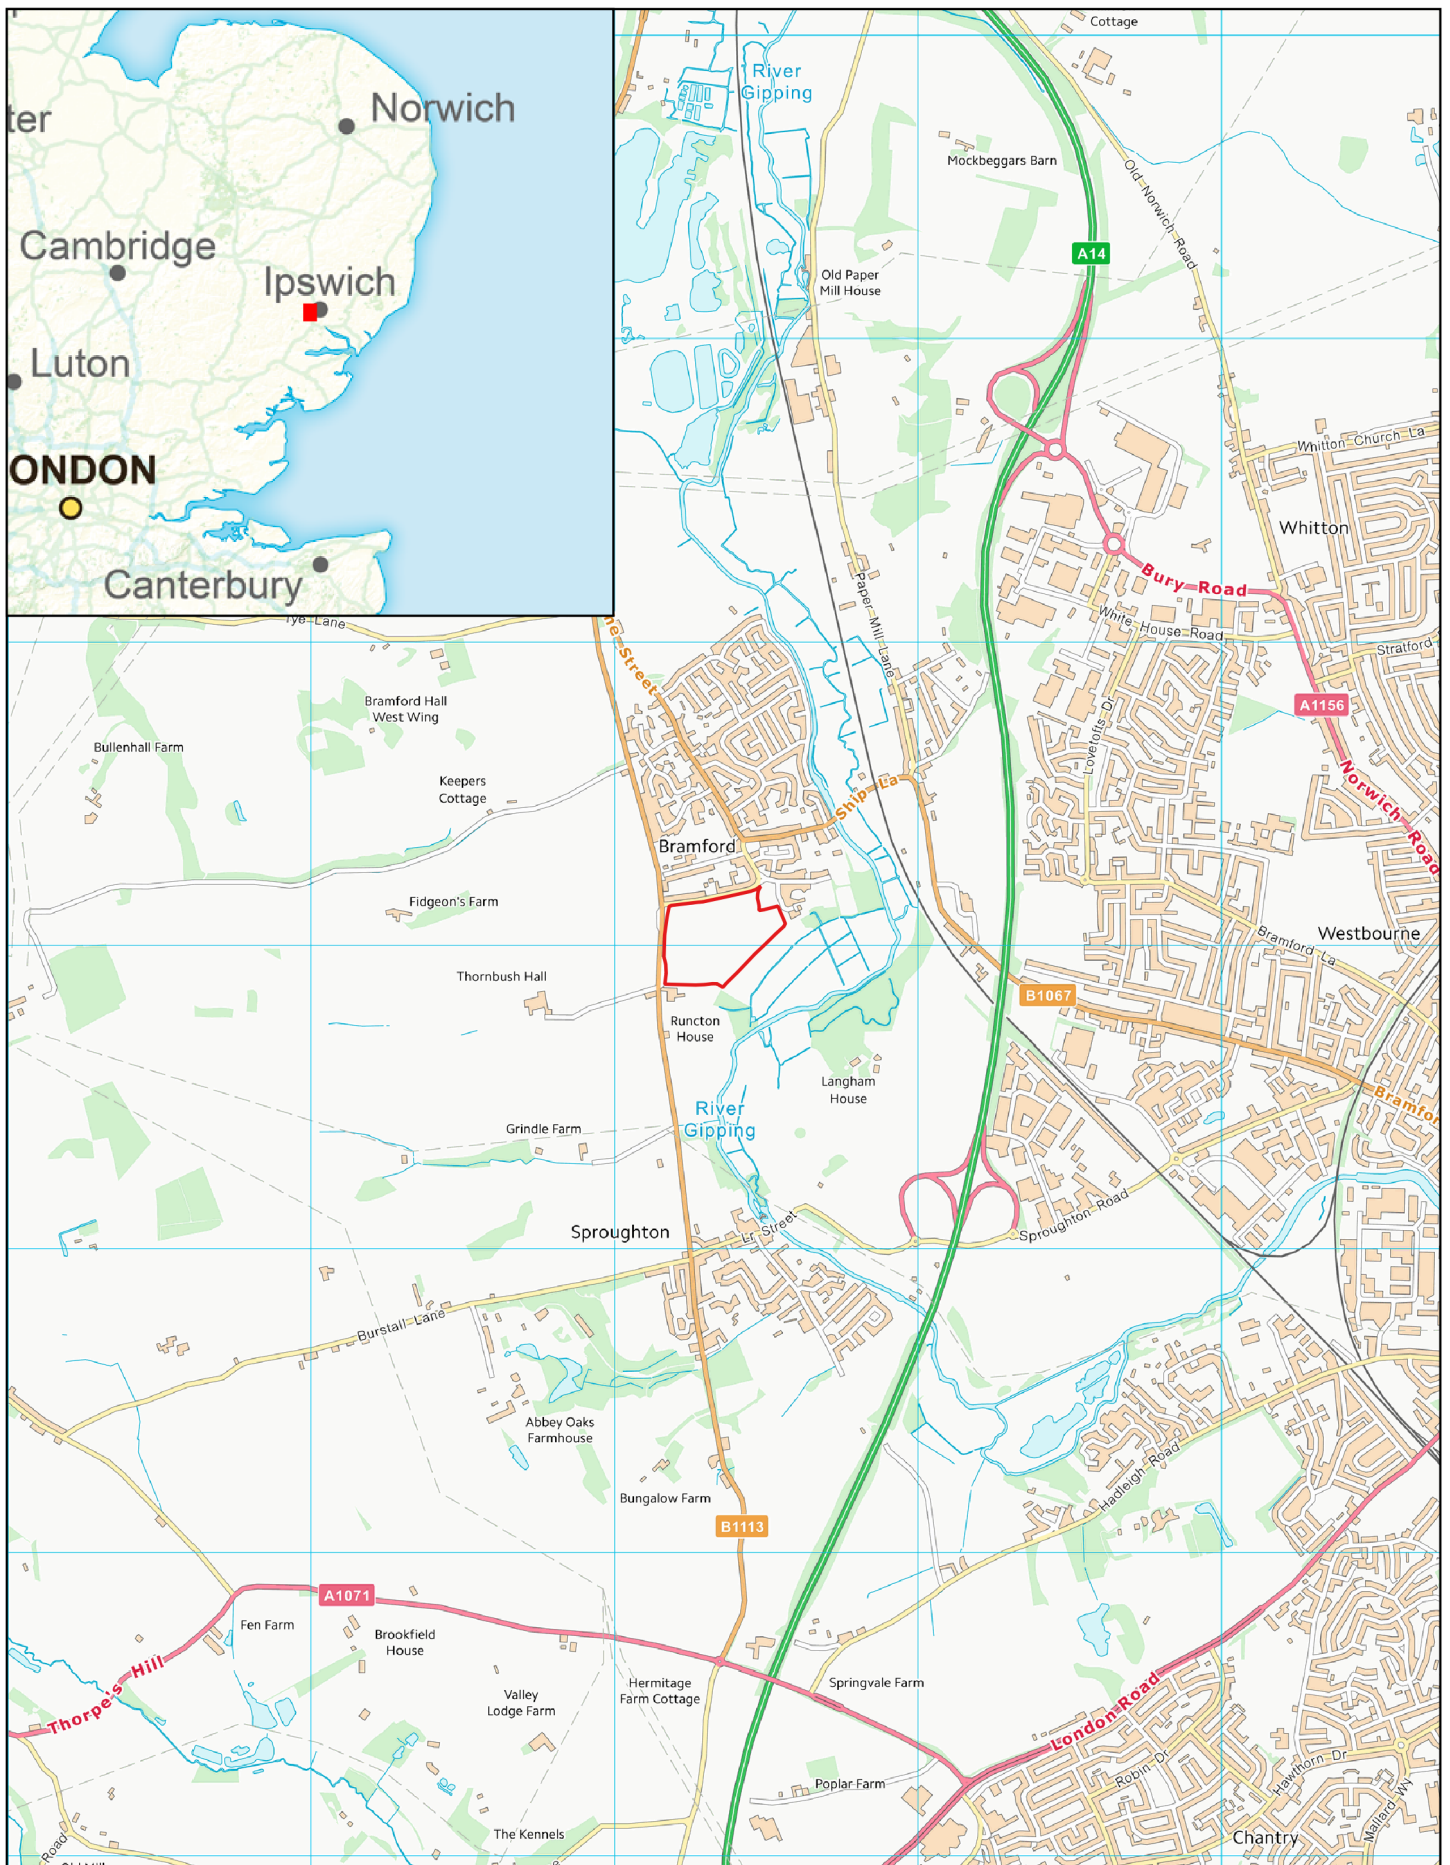 Cottage
River
Gipping
Norwich
ter
Mockbeggars Barn
Old Norwich Road
A14
Cambridge
Ipswich
Old Paper
Mill House
Luton
Whitton Church La
ONDON
Whitton
Canterbury
Bury Road
Paper Mill Lane
White House Road
Tye Lane
ne Street
Stratford
Bramford Hall
West Wing
A1156
Bullenhall Farm
Lovetofts Dr
Keepers
Cottage
Ship La
Norwich Road
Bramford
Fidgeon's Farm
Westbourne
Bramford La
Thornbush Hall
B1067
Runcton
House
Langham
House
Bramfor
River
Gipping
Grindle Farm
Sproughton Road
Sproughton
Lr Street
Burstall Lane
Abbey Oaks
Farmhouse
Hadleigh Road
Bungalow Farm
B1113
A1071
Fen Farm
Brookfield
House
Thorpe's Hill
Hermitage
Farm Cottage
Springvale Farm
Valley
Lodge Farm
London Road
Robin Dr
Hawthorn Dr
Poplar Farm
Mallard Wy
The Kennels
Chantry
Road
Old Mill